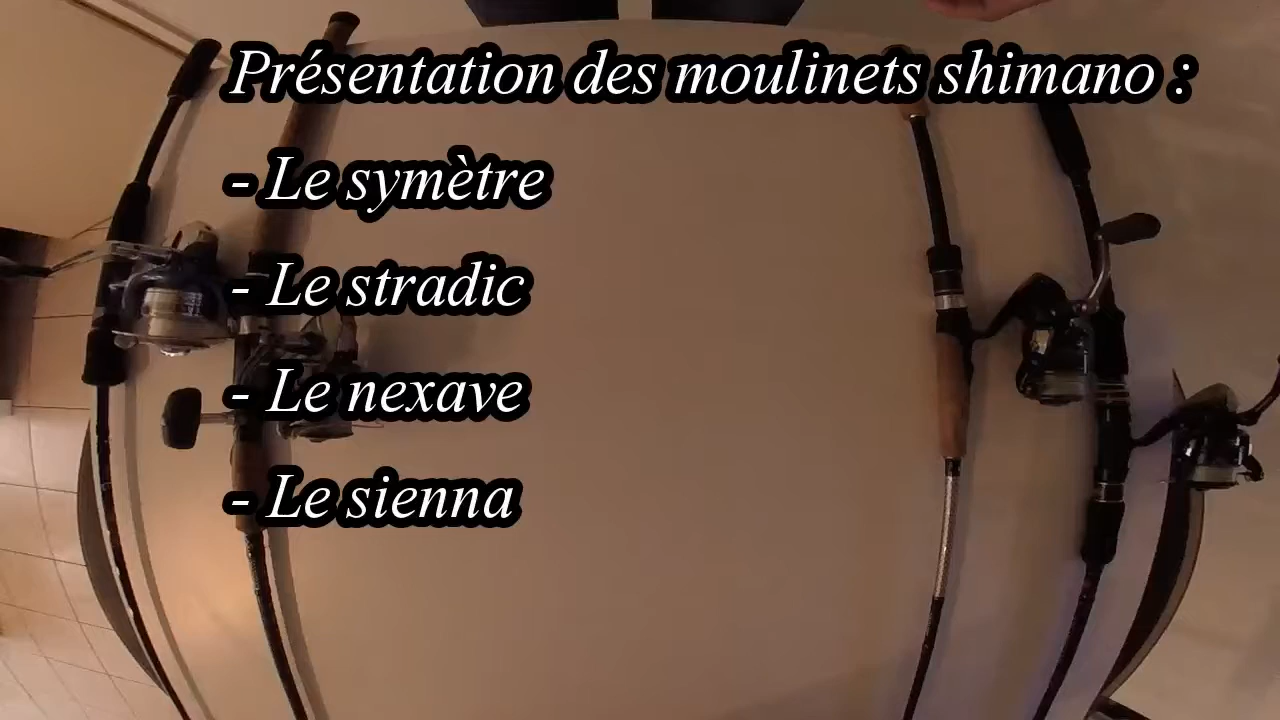 Présentation des moulinets shimano :
- Le symètre
- Le stradic
- Le nexave
- Le sienna